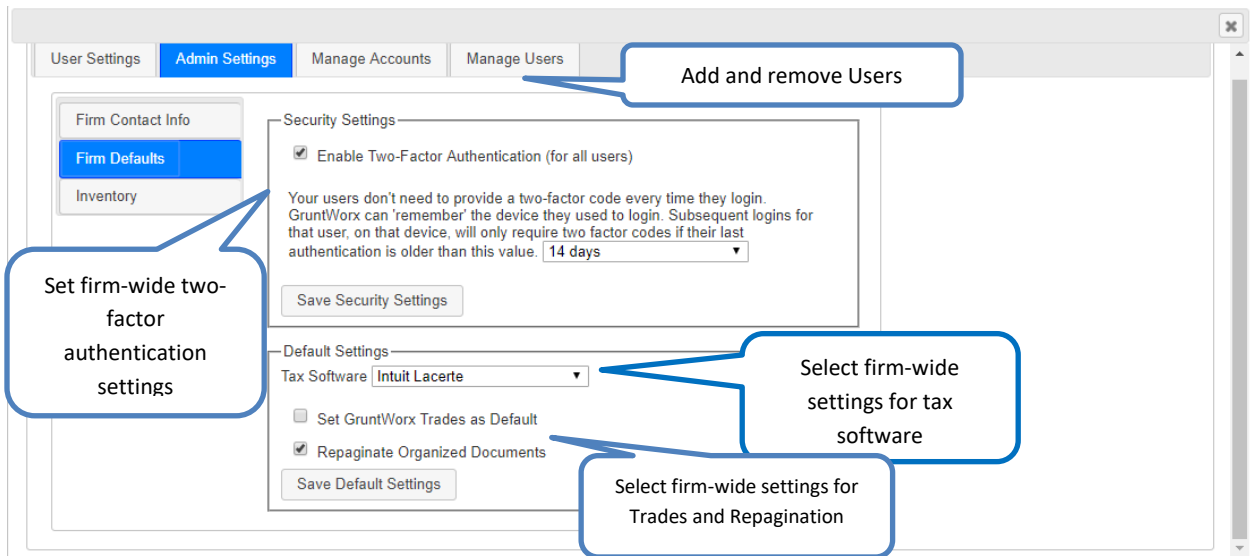 User Settings
Admin Settings
Manage Accounts
Manage Users
Add and remove Users
Firm Contact Info
Firm Defaults
Inventory
Security Settings
Enable Two-Factor Authentication (for all users)
Your users don't need to provide a two-factor code every time they login.
GruntWorx can 'remember' the device they used to login. Subsequent logins for
that user, on that device, will only require two factor codes if their last
authentication is older than this value. 14 days
Save Security Settings
Set firm-wide two-
factor
authentication
settings
Default Settings
Tax Software Intuit Lacerte
Set GruntWorx Trades as Default
Repaginate Organized Documents
Save Default Settings
Select firm-wide
settings for tax
software
Select firm-wide settings for
Trades and Repagination